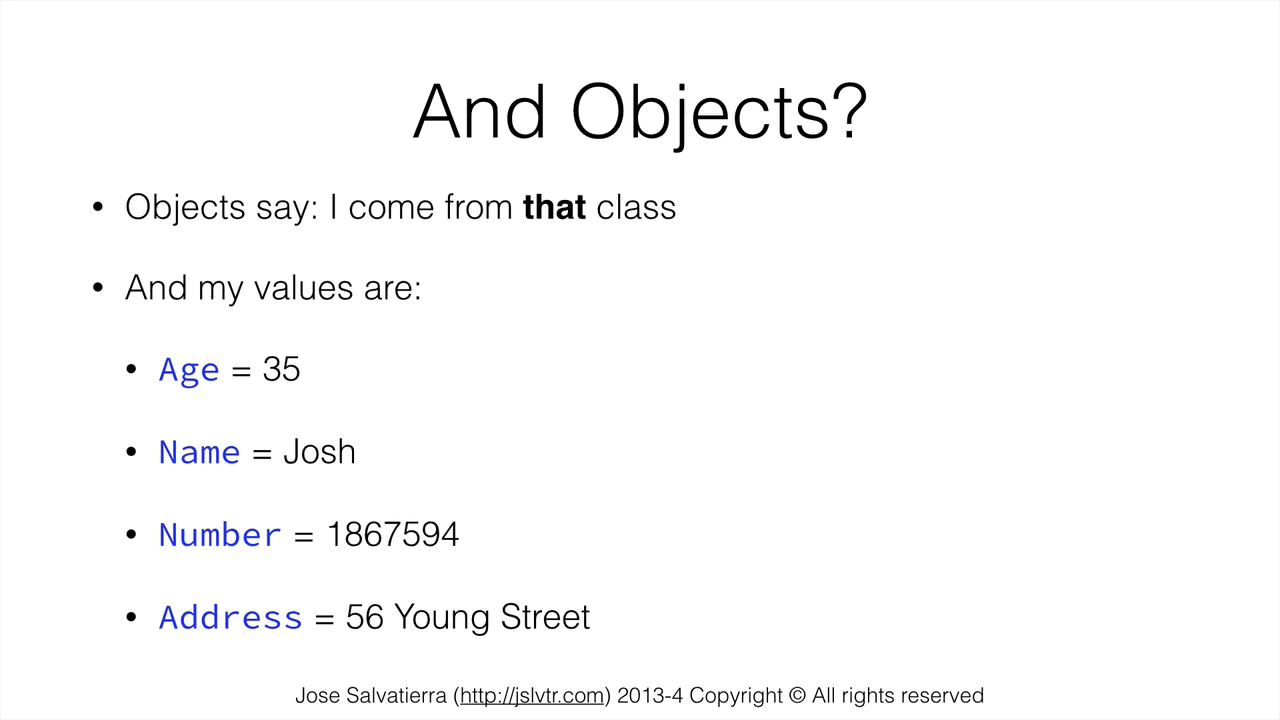 And Objects?
• Objects say: I come from that class
• And my values are:
• Age = 35
• Name = Josh
• Number = 1867594
• Address = 56 Young Street
Jose Salvatierra (http://jslvtr.com) 2013-4 Copyright © All rights reserved